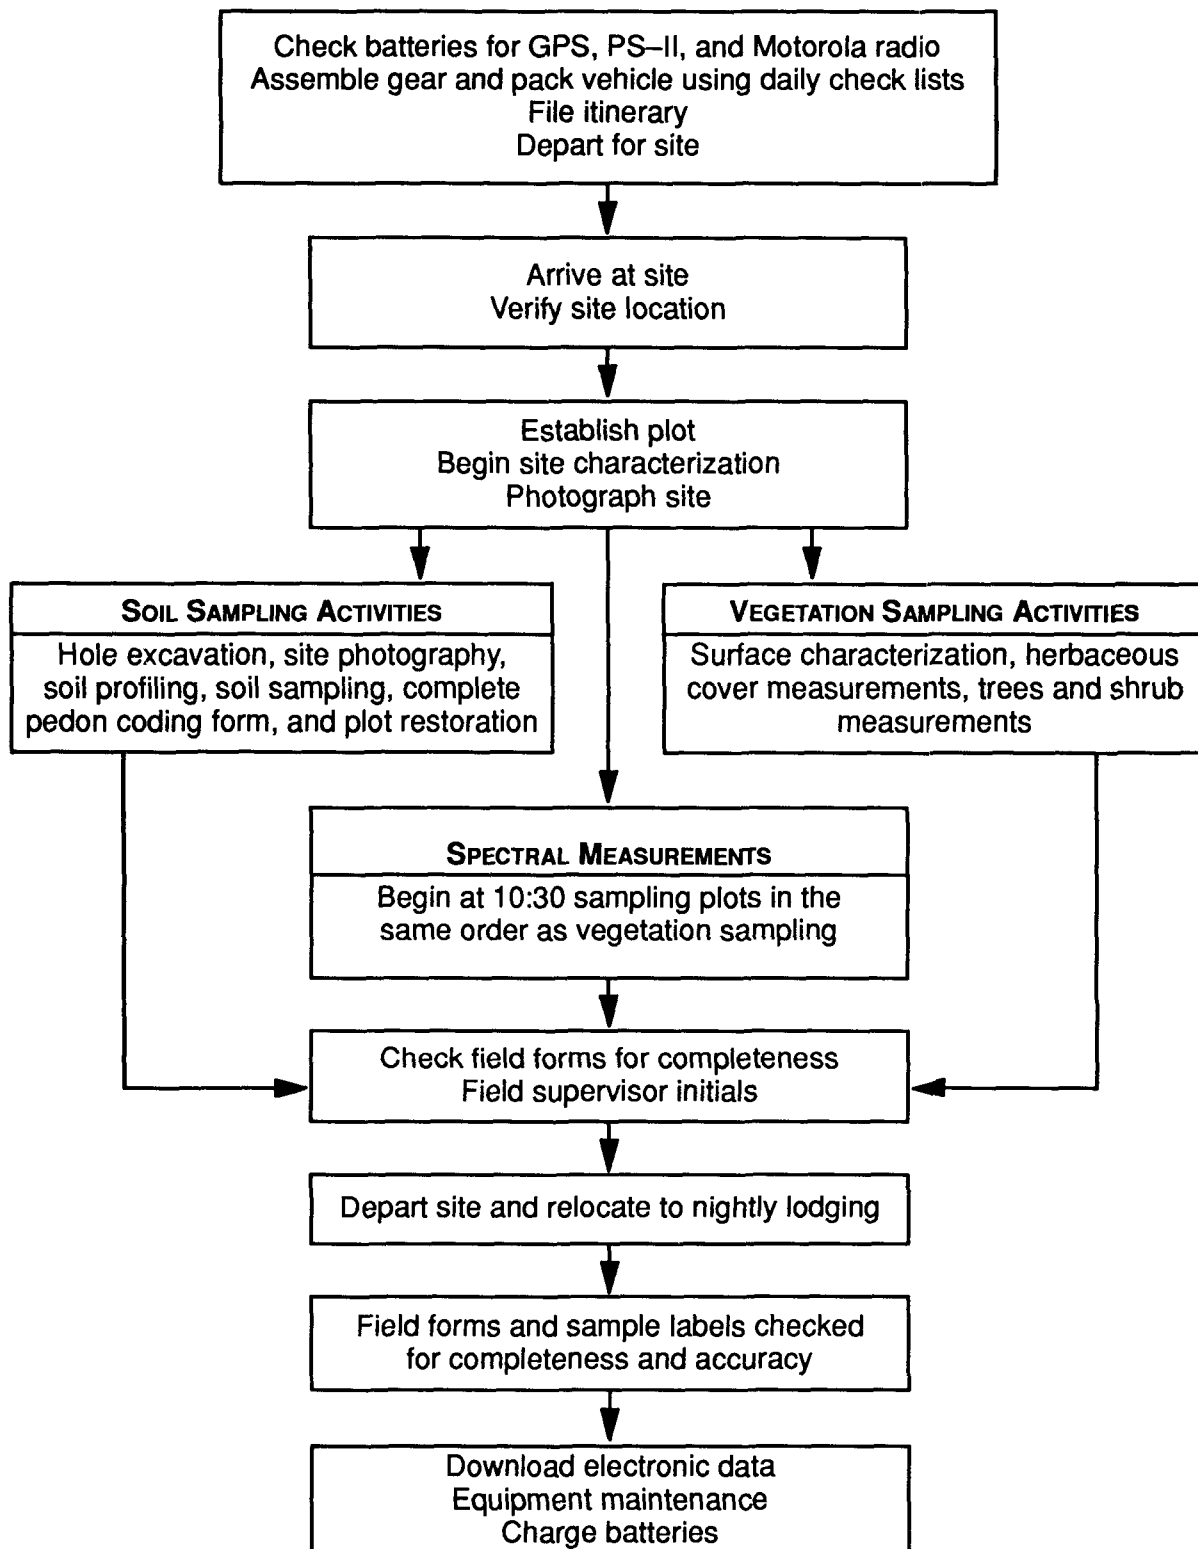 Check batteries for GPS, PS–II, and Motorola radio
Assemble gear and pack vehicle using daily check lists
File itinerary
Depart for site
Arrive at site
Verify site location
Establish plot
Begin site characterization
Photograph site
SOIL SAMPLING ACTIVITIES
Hole excavation, site photography,
soil profiling, soil sampling, complete
pedon coding form, and plot restoration
VEGETATION SAMPLING ACTIVITIES
Surface characterization, herbaceous
cover measurements, trees and shrub
measurements
SPECTRAL MEASUREMENTS
Begin at 10:30 sampling plots in the
same order as vegetation sampling
Check field forms for completeness
Field supervisor initials
Depart site and relocate to nightly lodging
Field forms and sample labels checked
for completeness and accuracy
Download electronic data
Equipment maintenance
Charge batteries